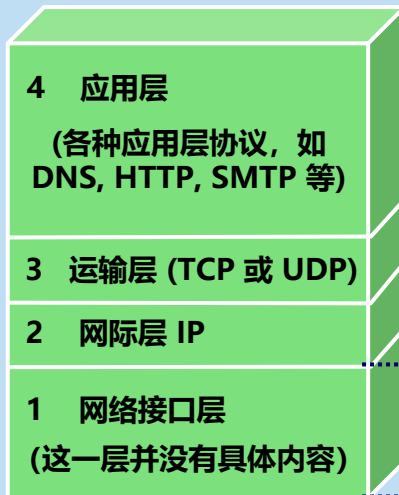 4 应用层
(各种应用层协议，如
DNS, HTTP, SMTP 等)
3 运输层 (TCP 或 UDP)
2 网际层 IP
1 网络接口层
(这一层并没有具体内容)